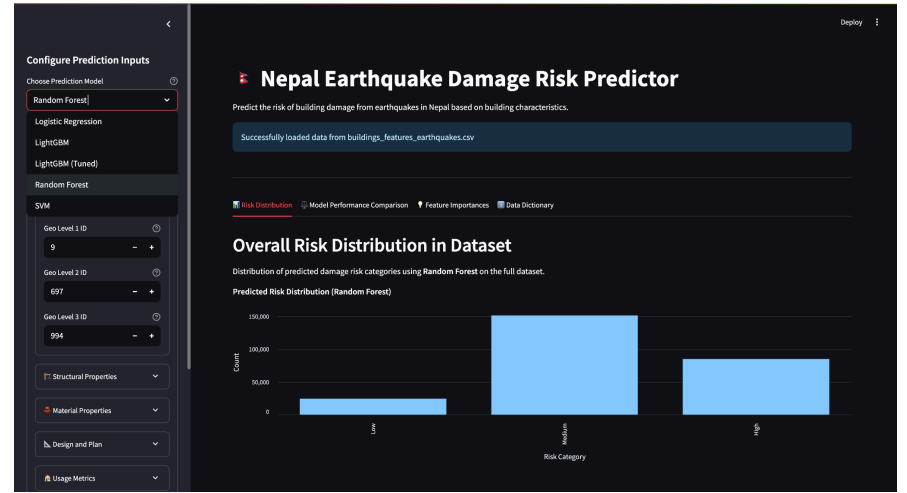 Deploy
Configure Prediction Inputs
Choose Prediction Model
Random Forest
Logistic Regression
LightGBM
LightGBM (Tuned)
Random Forest
SVM
Geo Level 1 ID
9
Geo Level 2 ID
697
Geo Level 3 ID
994
Structural Properties
Material Properties
Design and Plan
Usage Metrics
Nepal Earthquake Damage Risk Predictor
Predict the risk of building damage from earthquakes in Nepal based on building characteristics.
Successfully loaded data from buildings_features_earthquakes.csv
Risk Distribution Model Performance Comparison Feature Importances Data Dictionary
Overall Risk Distribution in Dataset
Distribution of predicted damage risk categories using Random Forest on the full dataset.
Predicted Risk Distribution (Random Forest)
Count
150,000
100,000
50,000
0
Low Medium High
Risk Category